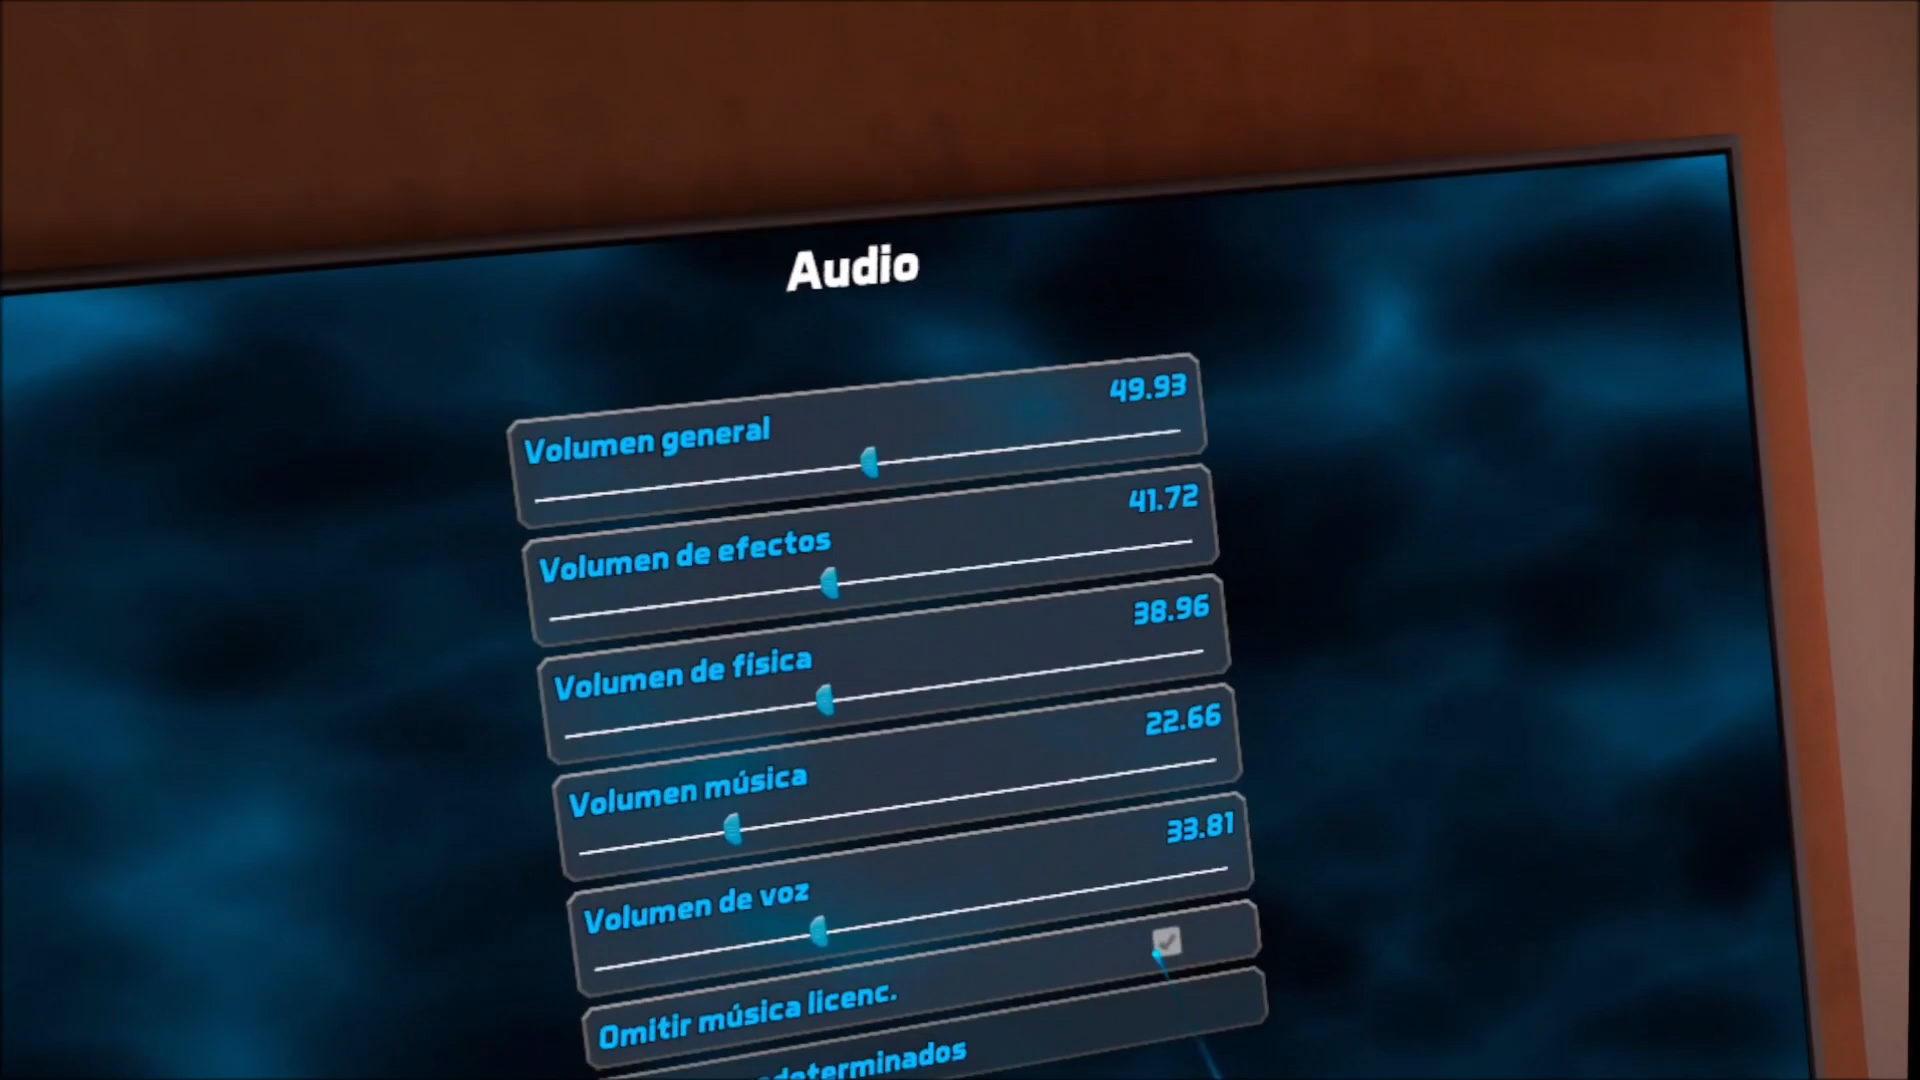 Audio
Volumen general
49.93
Volumen de efectos
41.72
Volumen de física
38.96
Volumen música
22.66
Volumen de voz
33.81
Omitir música licenc.